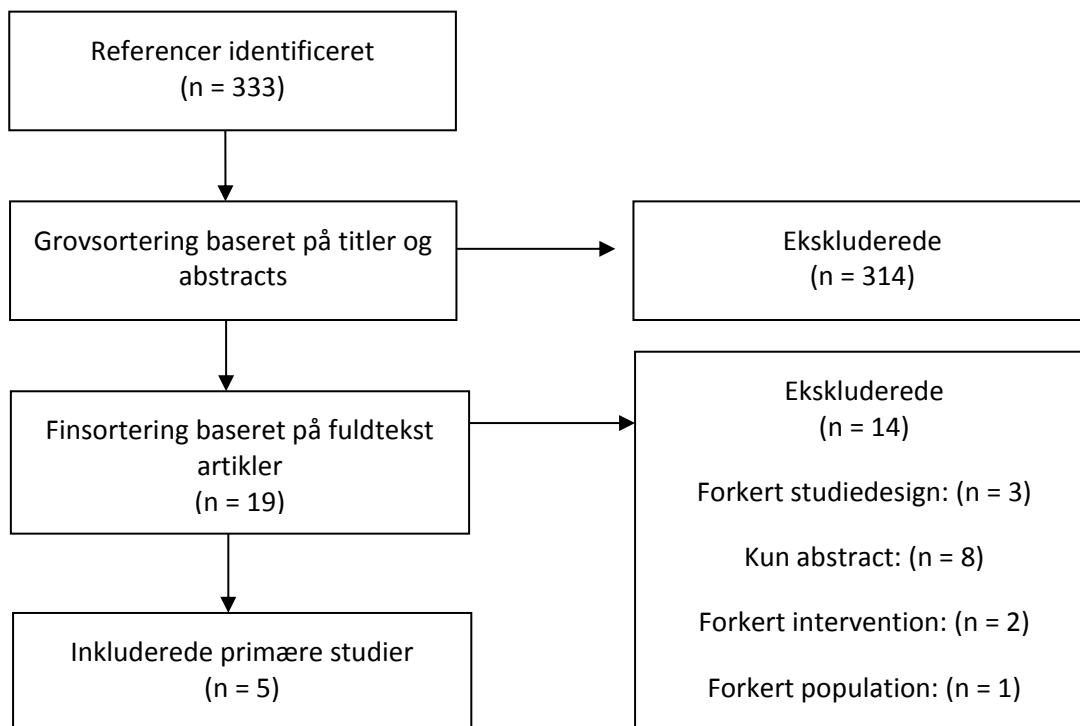 Referencer identificeret
(n = 333)
Grovsortering baseret på titler og
abstracts
Ekskluderede
(n = 314)
Finsortering baseret på fuldtekst
artikler
(n = 19)
Ekskluderede
(n = 14)
Forkert studiedesign: (n = 3)
Kun abstract: (n = 8)
Forkert intervention: (n = 2)
Forkert population: (n = 1)
Inkluderede primære studier
(n = 5)